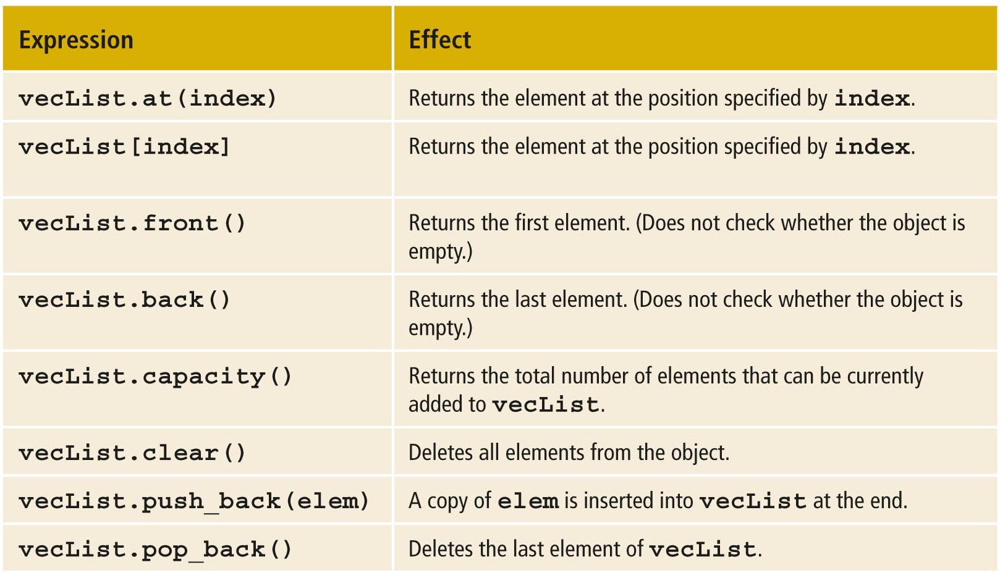 Expression Effect
vecList.at(index) Returns the element at the position specified by index.
vecList[index] Returns the element at the position specified by index.
vecList.front() Returns the first element. (Does not check whether the object is
empty.)
vecList.back() Returns the last element. (Does not check whether the object is
empty.)
vecList.capacity() Returns the total number of elements that can be currently
added to vecList.
vecList.clear() Deletes all elements from the object.
vecList.push_back(elem) A copy of elem is inserted into vecList at the end.
vecList.pop_back() Deletes the last element of vecList.